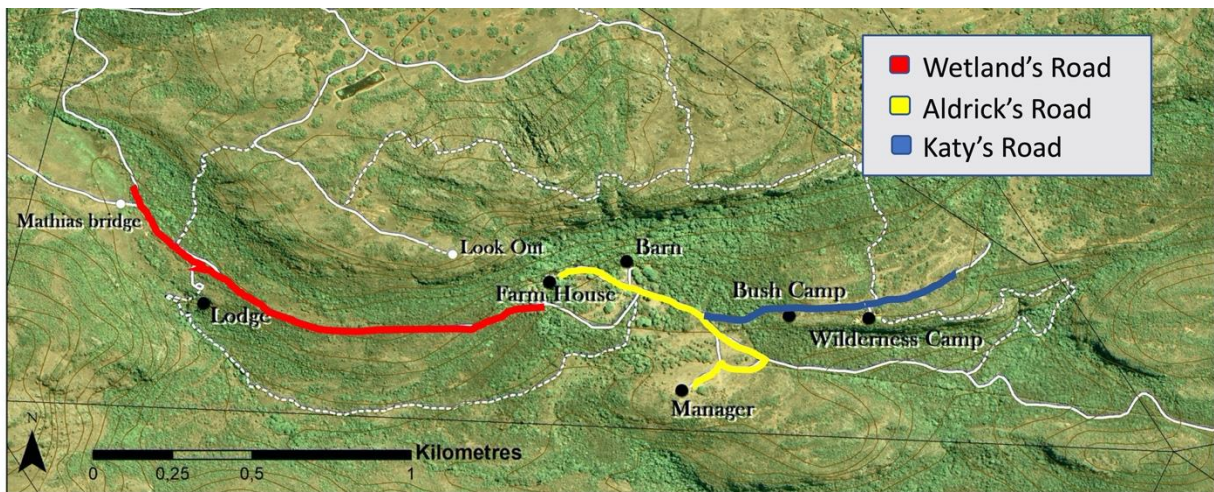 Wetland's Road
Aldrick's Road
Katy's Road
Mathias bridge
Look Out
Barn
Farm House
Bush Camp
Lodge
Wilderness Camp
Manager
N
Kilometres
0 0,25 0,5 1